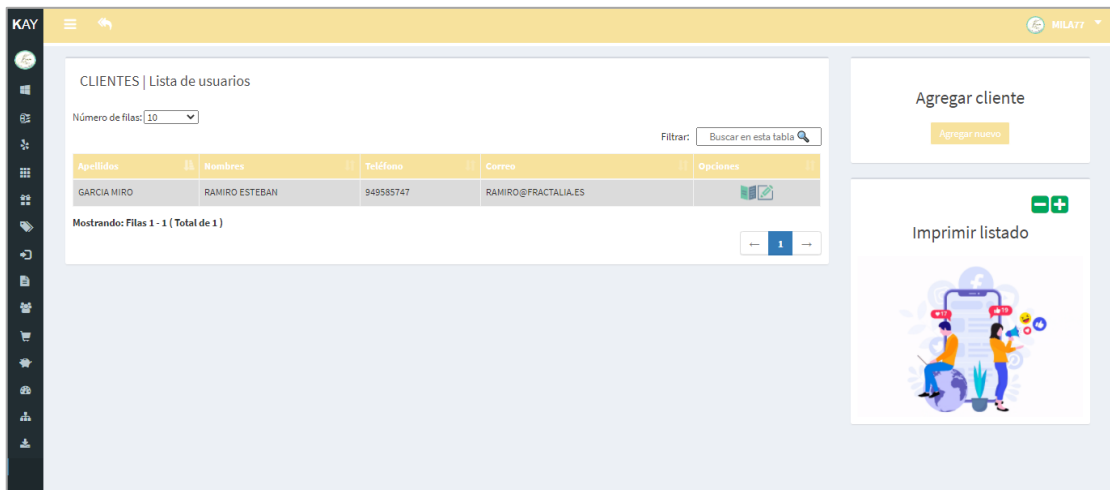 KAY
MILA77
CLIENTES | Lista de usuarios
Número de filas: 10
Filtrar: Buscar en esta tabla
Apellidos Nombres Teléfono Correo Opciones
GARCIA MIRO RAMIRO ESTEBAN 949585747 RAMIRO@FRACTALIA.ES
Mostrando: Filas 1 - 1 ( Total de 1 )
← 1 →
Agregar cliente
Agregar nuevo
Imprimir listado